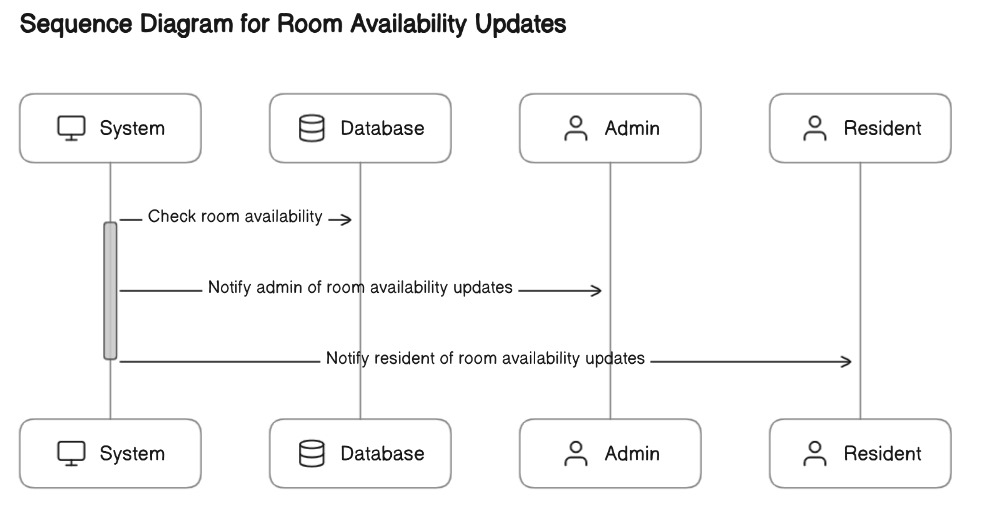 Sequence Diagram for Room Availability Updates
System
Database
Admin
Resident
Check room availability
Notify admin of room availability updates
Notify resident of room availability updates
System
Database
Admin
Resident